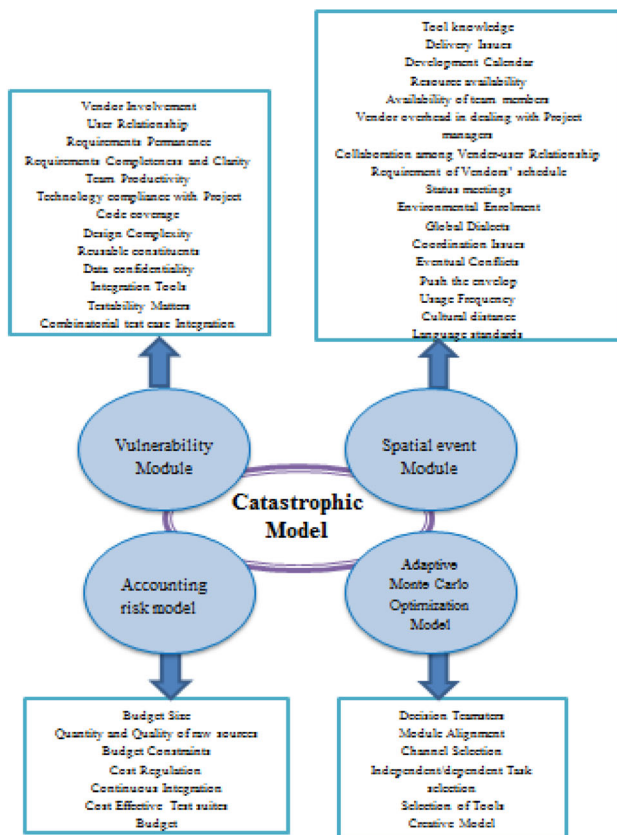 Vendor Involvement
User Relationship
Requirements Permanence
Requirements Completeness and Clarity
Team Productivity
Technology compliance with Project
Code coverage
Design Complexity
Reusable constituents
Data confidentiality
Integration Tools
Testability Matters
Combinatorial test case Integration
Tool knowledge
Delivery Issues
Development Calendar
Resource availability
Availability of team members
Vendor overhead in dealing with Project
managers
Collaboration among Vender-user Relationship
Requirement of Vendors' schedule
Status meetings
Environmental Enrolment
Global Dialects
Coordination Issues
Eventual Conflicts
Push the envelop
Usage Frequency
Cultural distance
Language standards
Vulnerability
Module
Spatial event
Module
Catastrophic
Model
Accounting
risk model
Adaptive
Monte Carlo
Optimization
Model
Budget Size
Quantity and Quality of raw sources
Budget Constraints
Cost Regulation
Continuous Integration
Cost Effective Test suites
Budget
Decision Teamsters
Module Alignment
Channel Selection
Independent/dependent Task
selection
Selection of Tools
Creative Model